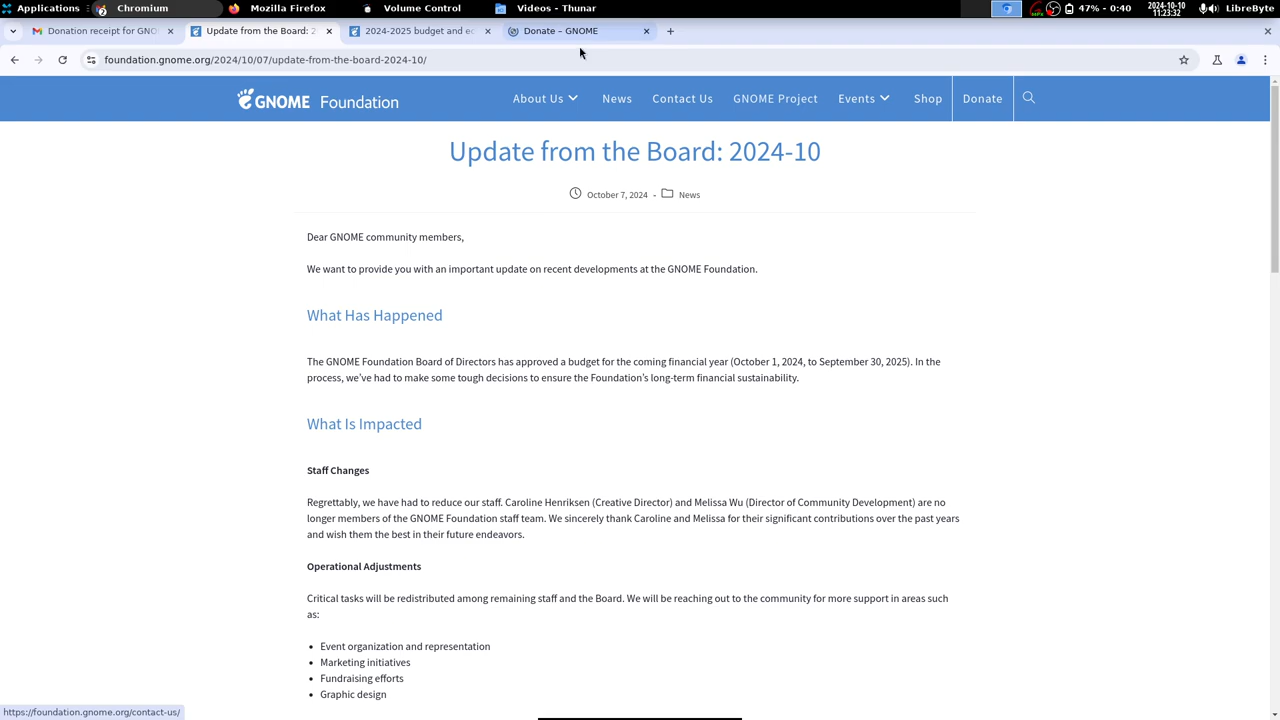 Applications
Chromium
Mozilla Firefox
Volume Control
Videos - Thunar
47% - 0:40
2024-10-10
11:23:32
LibreByte
Donation receipt for GNO
Update from the Board: 2
2024-2025 budget and ec
Donate – GNOME
foundation.gnome.org/2024/10/07/update-from-the-board-2024-10/
GNOME Foundation
About Us
News
Contact Us
GNOME Project
Events
Shop
Donate
Update from the Board: 2024-10
October 7, 2024 - News
Dear GNOME community members,
We want to provide you with an important update on recent developments at the GNOME Foundation.
What Has Happened
The GNOME Foundation Board of Directors has approved a budget for the coming financial year (October 1, 2024, to September 30, 2025). In the
process, we’ve had to make some tough decisions to ensure the Foundation’s long-term financial sustainability.
What Is Impacted
Staff Changes
Regrettably, we have had to reduce our staff. Caroline Henriksen (Creative Director) and Melissa Wu (Director of Community Development) are no
longer members of the GNOME Foundation staff team. We sincerely thank Caroline and Melissa for their significant contributions over the past years
and wish them the best in their future endeavors.
Operational Adjustments
Critical tasks will be redistributed among remaining staff and the Board. We will be reaching out to the community for more support in areas such
as:
• Event organization and representation
• Marketing initiatives
• Fundraising efforts
• Graphic design
https://foundation.gnome.org/contact-us/